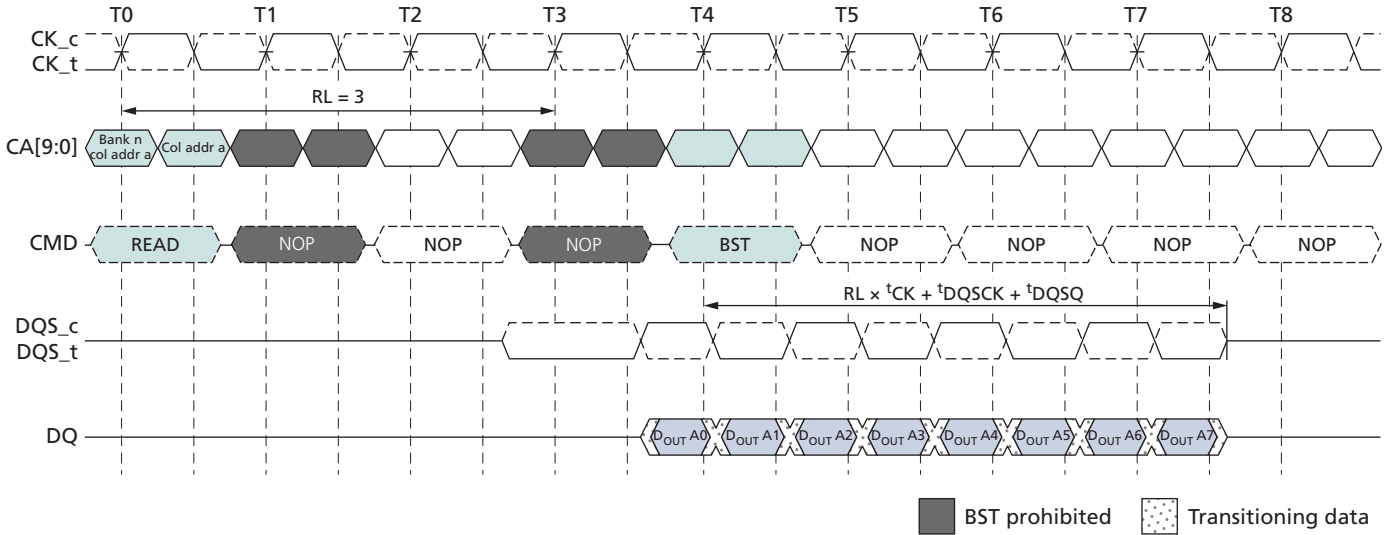 T0 T1 T2 T3 T4 T5 T6 T7 T8
CK_c
CK_t
RL = 3
CA[9:0]
Bank n
col addr a
Col addr a
CMD
READ NOP NOP NOP BST NOP NOP NOP NOP
RL × tCK + tDQSCK + tDQSQ
DQS_c
DQS_t
DQ
DOUT A0 DOUT A1 DOUT A2 DOUT A3 DOUT A4 DOUT A5 DOUT A6 DOUT A7
BST prohibited
Transitioning data